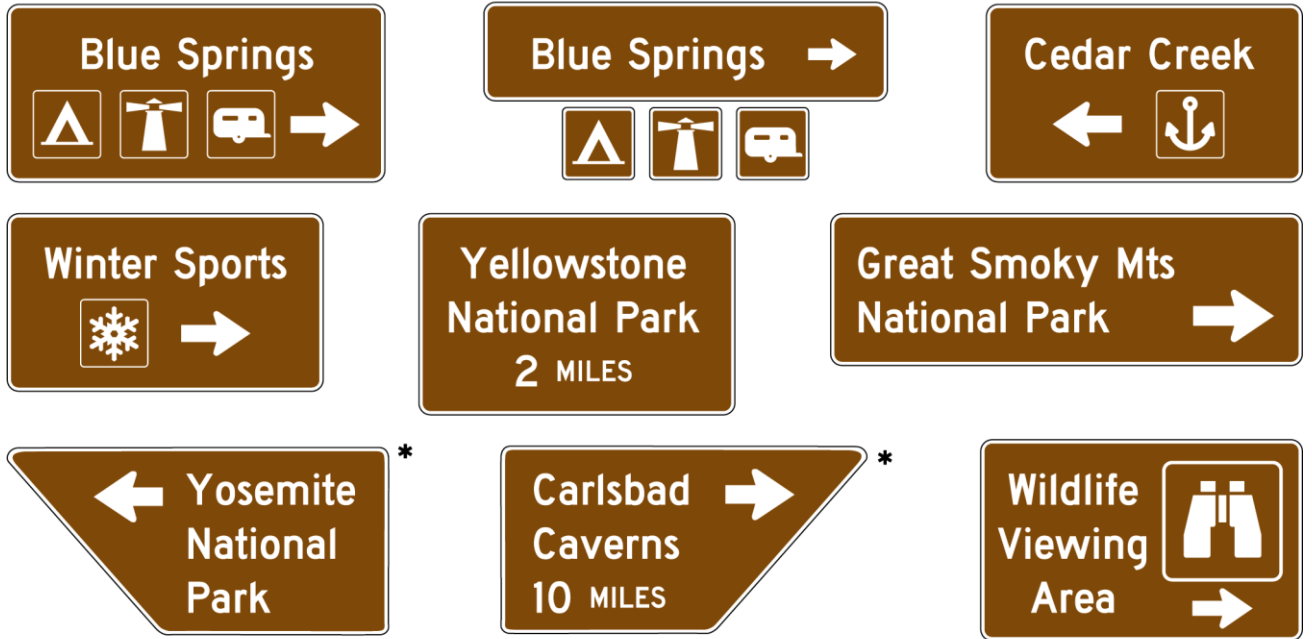 Blue Springs
Blue Springs
Cedar Creek
Winter Sports
Yellowstone
National Park
2 MILES
Great Smoky Mts
National Park
*
Yosemite
National
Park
*
Carlsbad
Caverns
10 MILES
Wildlife
Viewing
Area